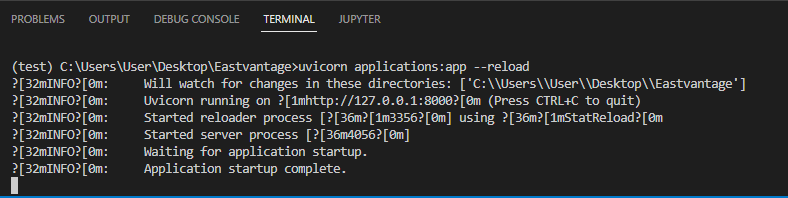 PROBLEMS OUTPUT DEBUG CONSOLE TERMINAL JUPYTER
(test) C:\Users\User\Desktop\Eastvantage>uvicorn applications:app --reload
?[32mINFO?[0m:     Will watch for changes in these directories: ['C:\\Users\\User\\Desktop\\Eastvantage']
?[32mINFO?[0m:     Uvicorn running on ?[1mhttp://127.0.0.1:8000?[0m (Press CTRL+C to quit)
?[32mINFO?[0m:     Started reloader process [?[36m?[1m3356?[0m] using ?[36m?[1mStatReload?[0m
?[32mINFO?[0m:     Started server process [?[36m4056?[0m]
?[32mINFO?[0m:     Waiting for application startup.
?[32mINFO?[0m:     Application startup complete.